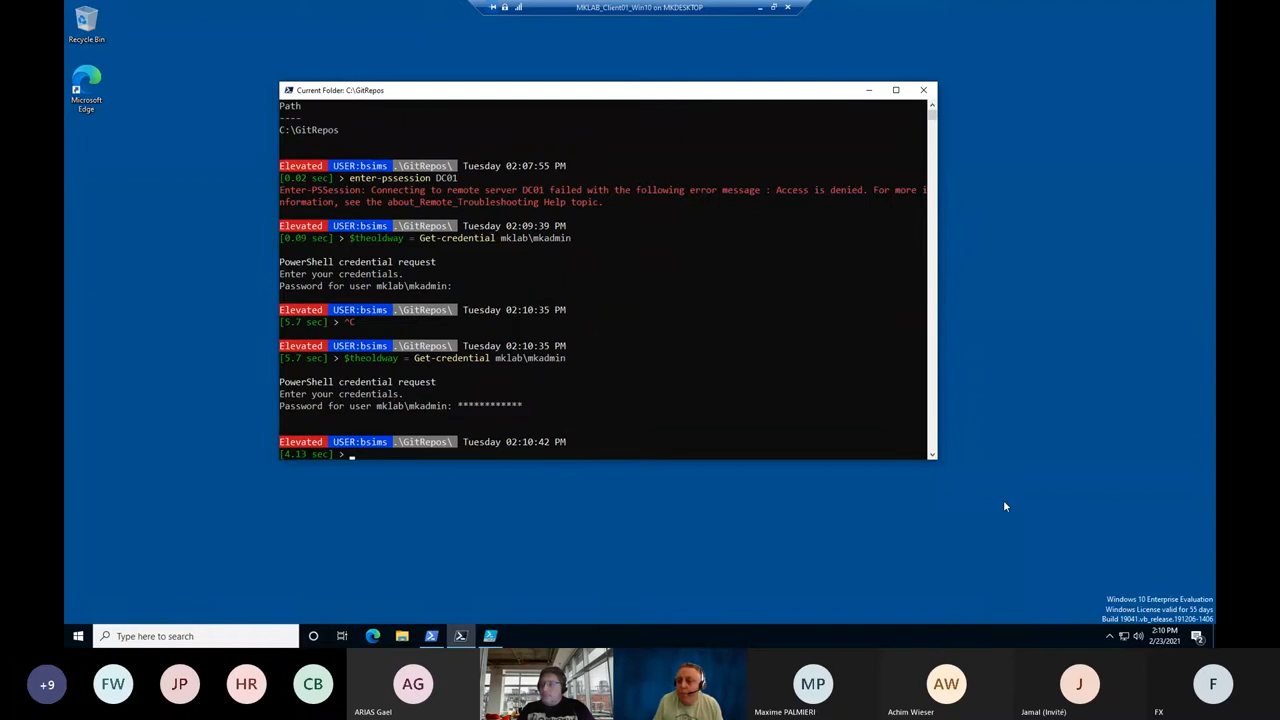 MKLAB_Client01_Win10 on MKDESKTOP
Recycle Bin
Microsoft
Edge
Current Folder: C:\GitRepos
Path
----
C:\GitRepos
Elevated USER:bsims .\GitRepos\ Tuesday 02:07:55 PM
[0.02 sec] > enter-pssession DC01
Enter-PSSession: Connecting to remote server DC01 failed with the following error message : Access is denied. For more i
nformation, see the about_Remote_Troubleshooting Help topic.
Elevated USER:bsims .\GitRepos\ Tuesday 02:09:39 PM
[0.09 sec] > $theoldway = Get-credential mklab\mkadmin
PowerShell credential request
Enter your credentials.
Password for user mklab\mkadmin:
Elevated USER:bsims .\GitRepos\ Tuesday 02:10:35 PM
[5.7 sec] > ^C
Elevated USER:bsims .\GitRepos\ Tuesday 02:10:35 PM
[5.7 sec] > $theoldway = Get-credential mklab\mkadmin
PowerShell credential request
Enter your credentials.
Password for user mklab\mkadmin: ************
Elevated USER:bsims .\GitRepos\ Tuesday 02:10:42 PM
[4.13 sec] > _
Windows 10 Enterprise Evaluation
Windows License valid for 55 days
Build 19041.vb_release.191206-1406
Type here to search
2:10 PM
2/23/2021
2
+9
FW
JP
HR
CB
AG
ARIAS Gael
MP
Maxime PALMIERI
AW
Achim Wieser
J
Jamal (Invité)
F
FX